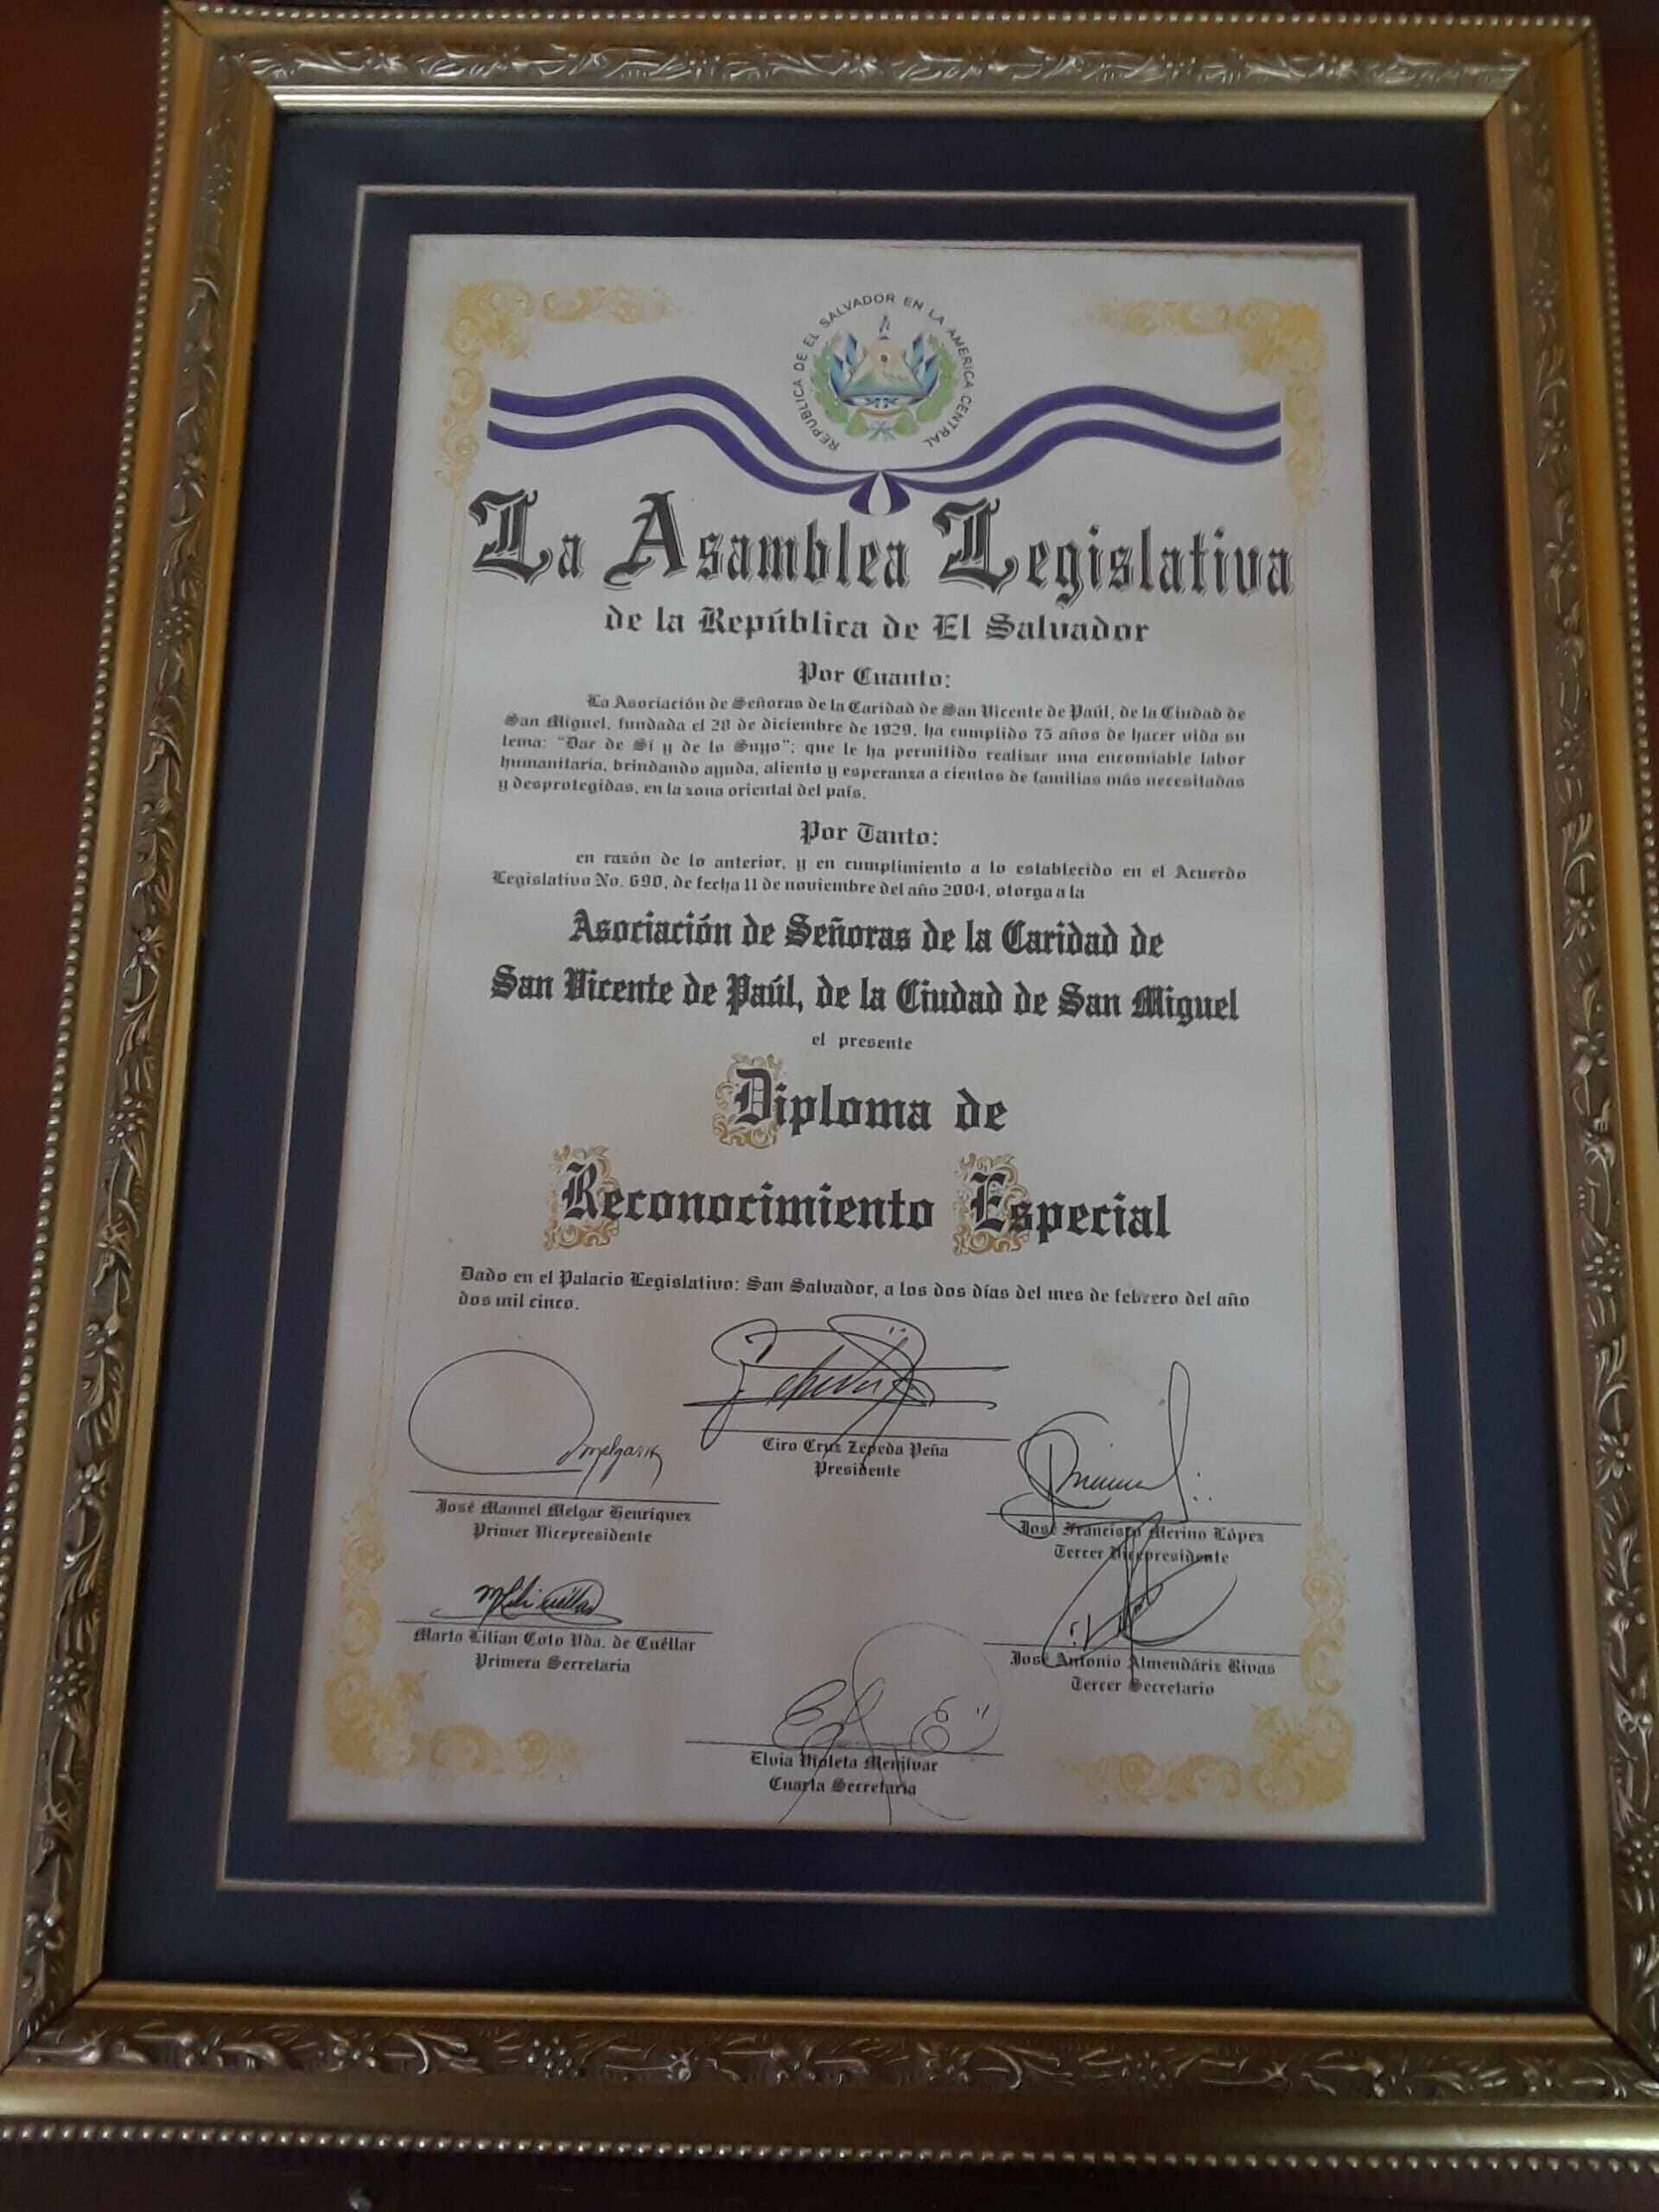 REPUBLICA DE EL SALVADOR EN LA AMERICA CENTRAL
La Asamblea Legislativa
de la República de El Salvador
Por Cuanto:
La Asociación de Señoras de la Caridad de San Vicente de Paúl, de la Ciudad de
San Miguel, fundada el 28 de diciembre de 1929, ha cumplido 75 años de hacer vida su
lema: "Dar de Sí y de lo Suyo"; que le ha permitido realizar una encomiable labor
humanitaria, brindando ayuda, aliento y esperanza a cientos de familias más necesitadas
y desprotegidas, en la zona oriental del país.
Por Tanto:
en razón de lo anterior, y en cumplimiento a lo establecido en el Acuerdo
Legislativo No. 690, de fecha 11 de noviembre del año 2004, otorga a la
Asociación de Señoras de la Caridad de
San Vicente de Paúl, de la Ciudad de San Miguel
el presente
Diploma de
Reconocimiento Especial
Dado en el Palacio Legislativo: San Salvador, a los dos días del mes de febrero del año
dos mil cinco.
Ciro Cruz Zepeda Peña
Presidente
José Manuel Melgar Henríquez
Primer Vicepresidente
José Francisco Merino López
Tercer Vicepresidente
Marta Lilian Coto Vda. de Cuéllar
Primera Secretaria
José Antonio Almendáriz Rivas
Tercer Secretario
Elvia Violeta Menjívar
Cuarta Secretaria